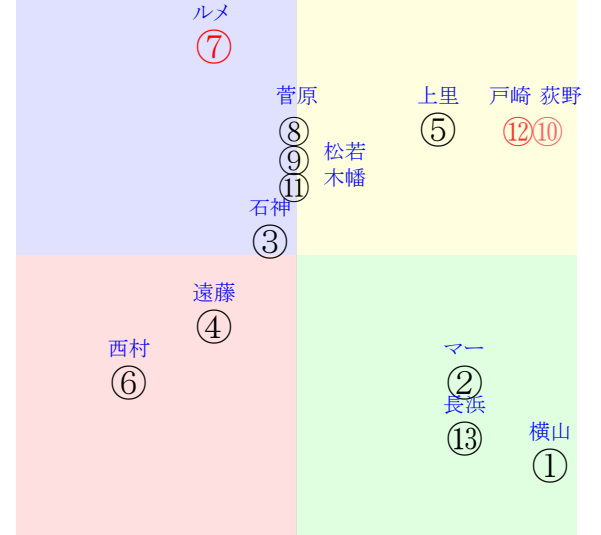 ルメ
⑦
菅原
上里
戸崎 荻野
⑧
⑤
⑫⑩
⑨
松若
⑪
木幡
石神
③
遠藤
④
西村
マー
⑥
②
長浜
⑬
横山
①